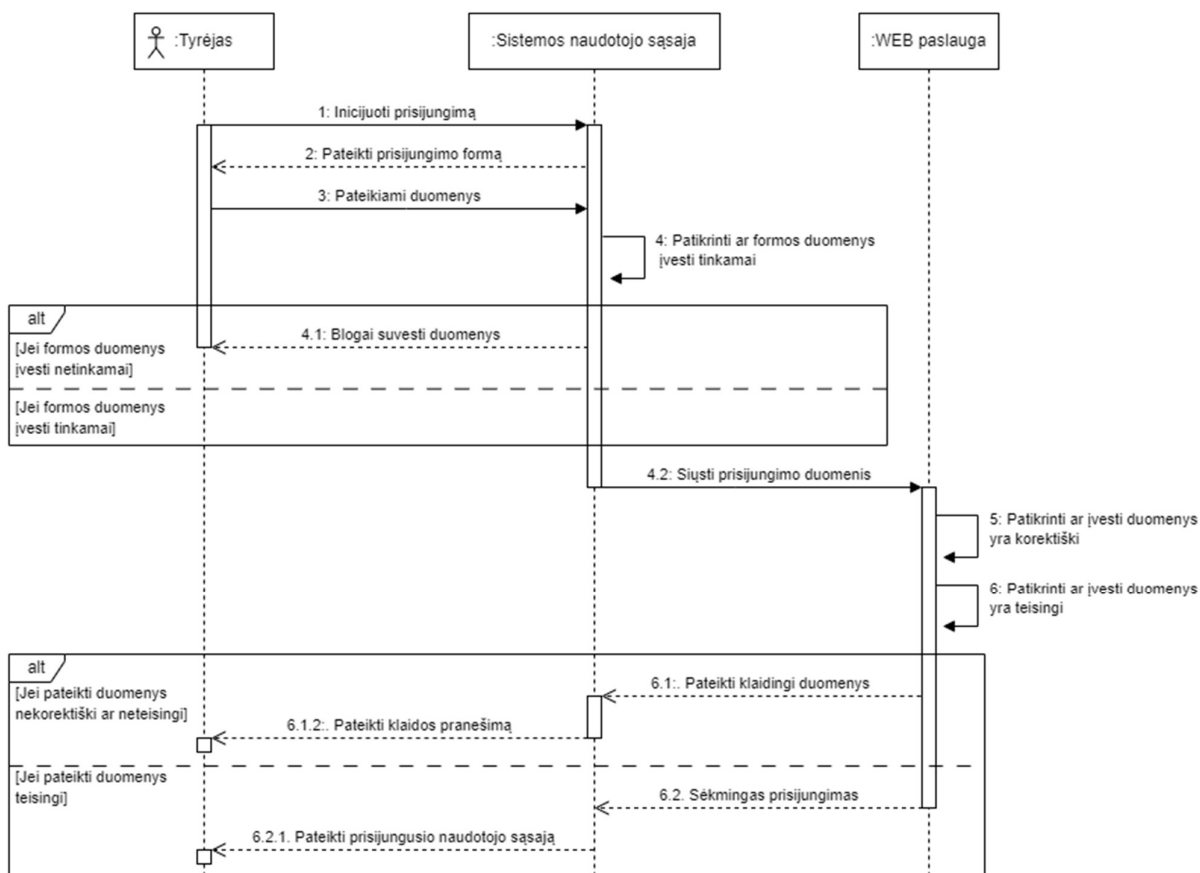 :Tyrėjas
:Sistemos naudotojo sąsaja
:WEB paslauga
1: Inicijuoti prisijungimą
2: Pateikti prisijungimo formą
3: Pateikiami duomenys
4: Patikrinti ar formos duomenys
įvesti tinkamai
alt
4.1: Blogai suvesti duomenys
[Jei formos duomenys
įvesti netinkamai]
[Jei formos duomenys
įvesti tinkamai]
4.2: Siųsti prisijungimo duomenis
5: Patikrinti ar įvesti duomenys
yra korektiški
6: Patikrinti ar įvesti duomenys
yra teisingi
alt
6.1:. Pateikti klaidingi duomenys
[Jei pateikti duomenys
nekorektiški ar neteisingi]
6.1.2:. Pateikti klaidos pranešimą
[Jei pateikti duomenys
teisingi]
6.2. Sėkmingas prisijungimas
6.2.1. Pateikti prisijungusio naudotojo sąsają